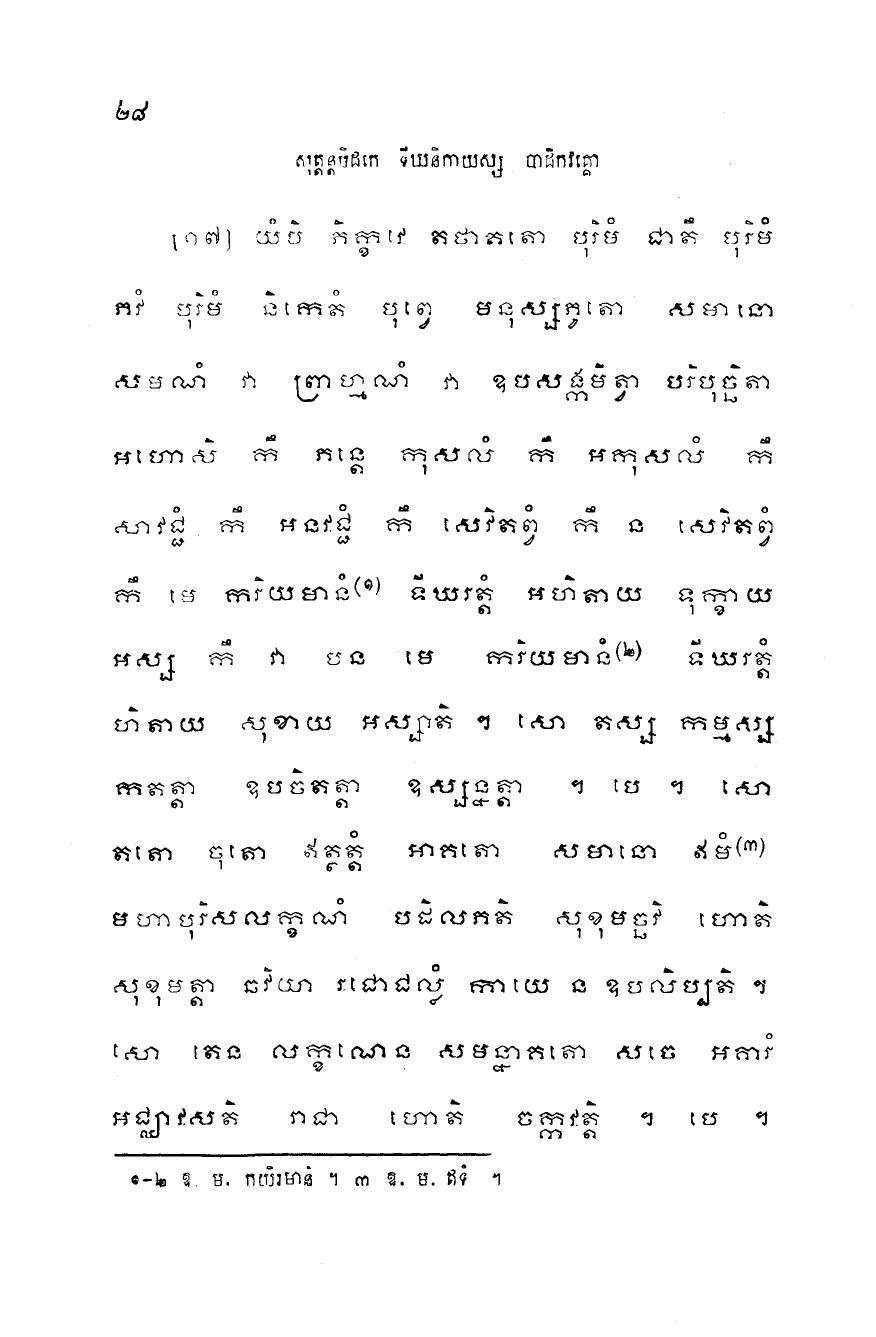 ២៨
សុត្តន្តបិដកេ ទីឃនិកាយស្ស បាដិកវគ្គោ
[១៧] យំបិ ភិក្ខវេ តថាគតោ បុរិមំ ជាតឹ បុរិមំ
ភវំ បុរិមំ និកេតំ បុព្វេ មនុស្សភូតោ សមានោ
សមណំ វា ព្រាហ្មណំ វា ឧបសង្កមិត្វា បរិបុច្ឆិតា
អហោសិ កឹ ភន្តេ កុសលំ កឹ អកុសលំ កឹ
សាវជ្ជំ កឹ អនវជ្ជំ កឹ សេវិតព្វំ កឹ ន សេវិតព្វំ
កឹ មេ ករិយមានំ(១) ទីឃរត្តំ អហិតាយ ទុក្ខាយ
អស្ស កឹ វា បន មេ ករិយមានំ(២) ទីឃរត្តំ
ហិតាយ សុខាយ អស្សាតិ ។ សោ តស្ស កម្មស្ស
កតត្តា ឧបចិតត្តា ឧស្សន្នត្តា ។ បេ ។ សោ
តតោ ចុតោ ឥត្ថត្តំ អាគតោ សមានោ ឥមំ(៣)
មហាបុរិសលក្ខណំ បដិលភតិ សុខុមច្ឆវិ ហោតិ
សុខុមត្តា ឆវិយា រជោជល្លំ កាយេ ន ឧបលិប្បតិ ។
សោ តេន លក្ខណេន សមន្នាគតោ សចេ អគារំ
អជ្ឈាវសតិ រាជា ហោតិ ចក្កវត្តិ ។ បេ ។
១-២ ឱ. ម. កយិរមានំ ។ ៣ ឱ. ម. ឥទំ ។